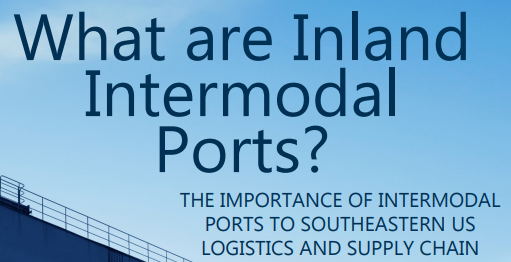 What are Inland
Intermodal
Ports?
THE IMPORTANCE OF INTERMODAL
PORTS TO SOUTHEASTERN US
LOGISTICS AND SUPPLY CHAIN